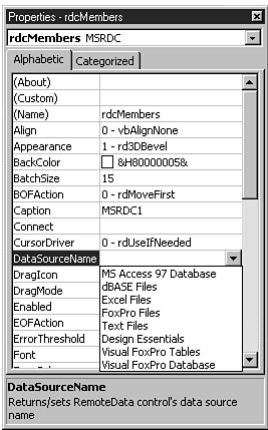 Properties - rdcMembers
rdcMembers MSRDC
Alphabetic Categorized
(About)
(Custom)
(Name) rdcMembers
Align 0 - vbAlignNone
Appearance 1 - rd3DBevel
BackColor &H80000005&
BatchSize 15
BOFAction 0 - rdMoveFirst
Caption MSRDC1
Connect
CursorDriver 0 - rdUseIfNeeded
DataSourceName
DragIcon MS Access 97 Database
DragMode dBASE Files
Excel Files
Enabled FoxPro Files
EOFAction Text Files
ErrorThreshold Design Essentials
Font Visual FoxPro Tables
Visual FoxPro Database
DataSourceName
Returns/sets RemoteData control's data source
name